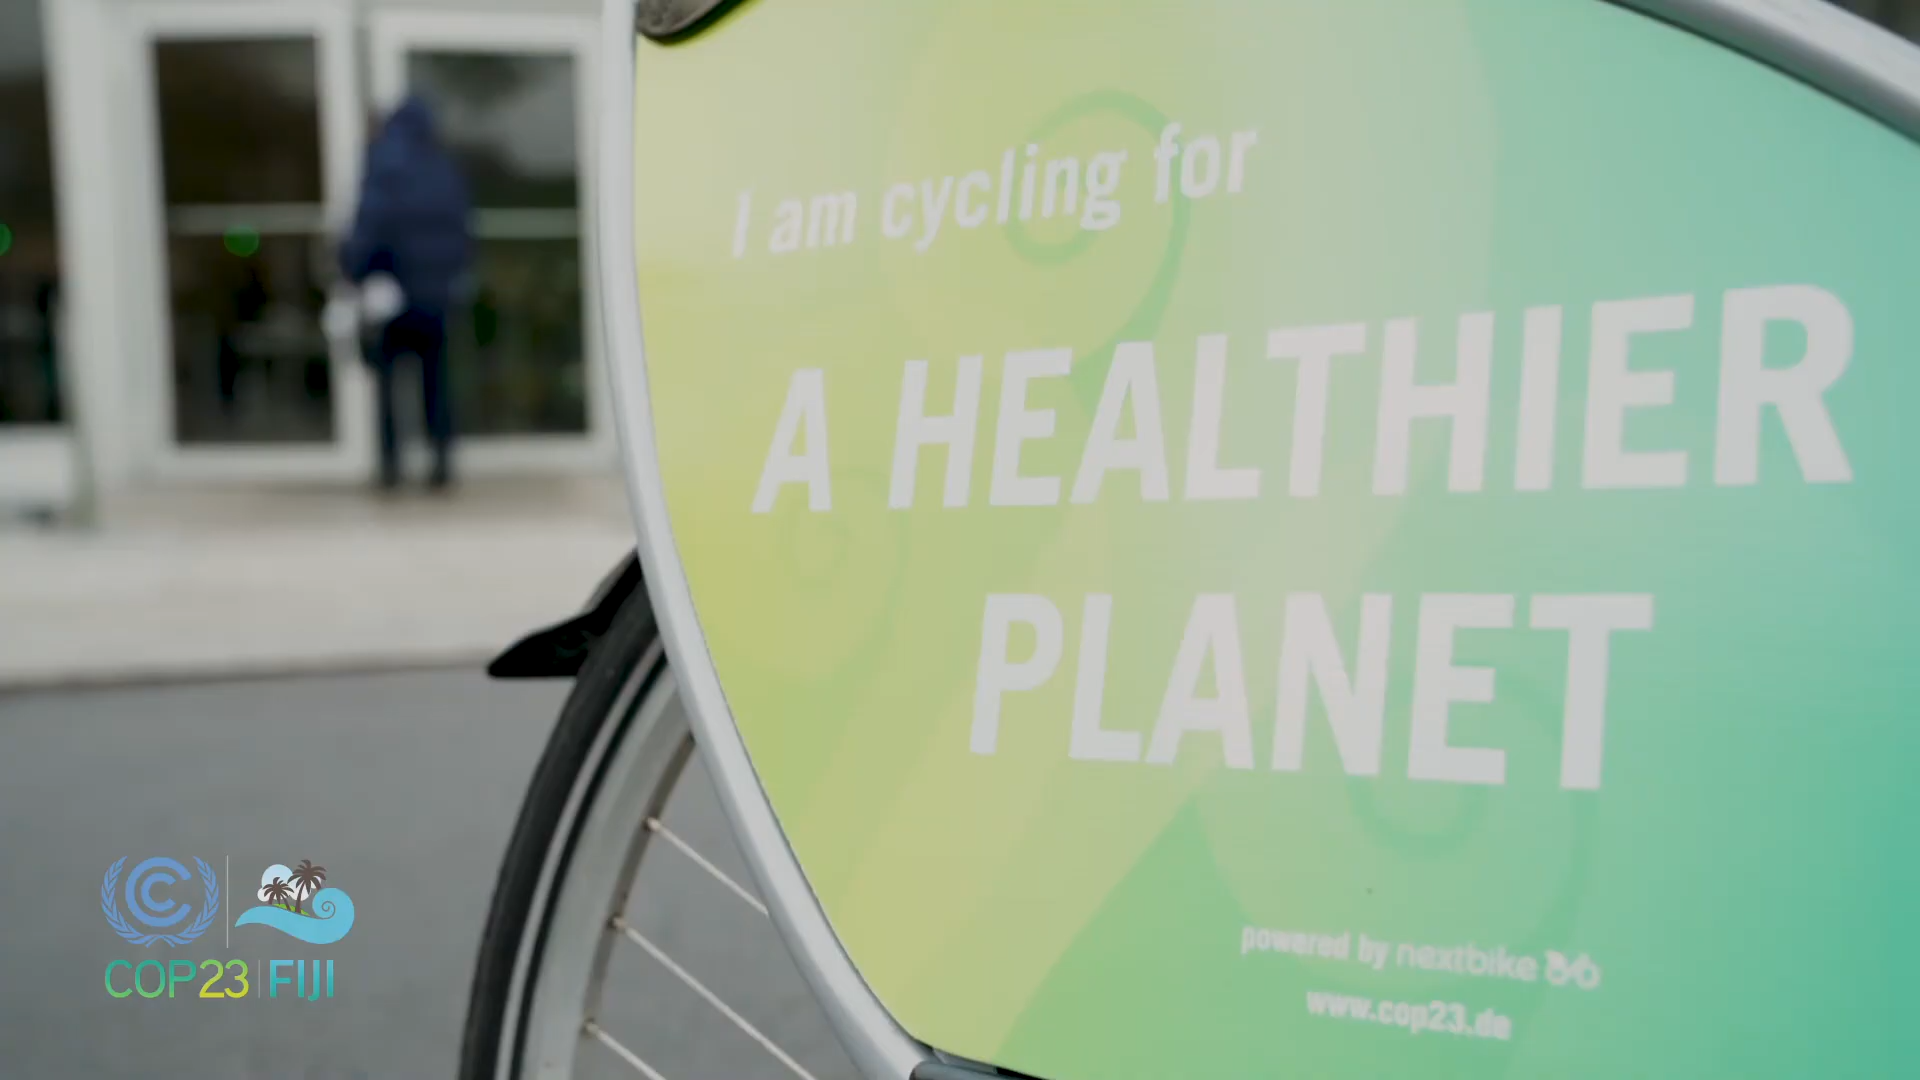 I am cycling for
A HEALTHIER
PLANET
powered by nextbike
www.cop23.de
COP23 FIJI